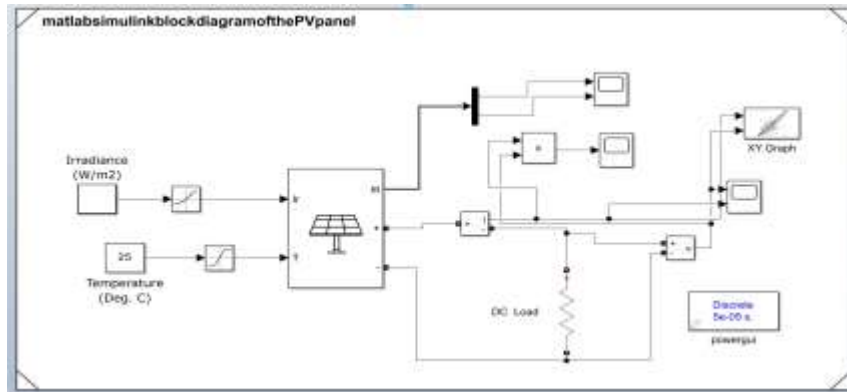 matlabsimulinkblockdiagramofthePVpanel
Irradiance
(W/m2)
Ir
m
+
-
25
T
Temperature
(Deg. C)
x
XY Graph
+
-
i
+
-
v
+
DC Load
Discrete
5e-05 s.
powergui